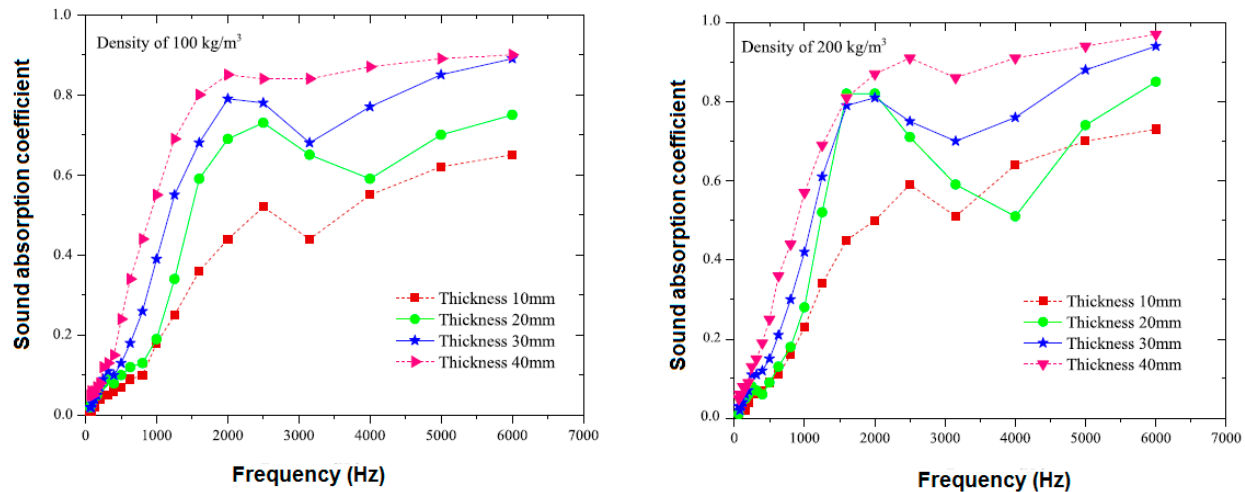 1.0
0.8
0.6
0.4
0.2
0.0
Sound absorption coefficient
Density of 100 kg/m³
Thickness 10mm
Thickness 20mm
Thickness 30mm
Thickness 40mm
0 1000 2000 3000 4000 5000 6000 7000
Frequency (Hz)
1.0
0.8
0.6
0.4
0.2
0.0
Sound absorption coefficient
Density of 200 kg/m³
Thickness 10mm
Thickness 20mm
Thickness 30mm
Thickness 40mm
0 1000 2000 3000 4000 5000 6000 7000
Frequency (Hz)